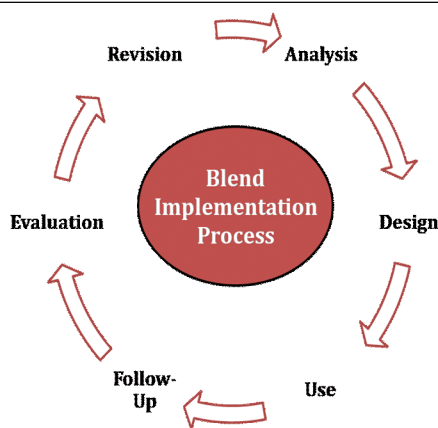 Revision
Analysis
Blend
Implementation
Process
Evaluation
Design
Follow-
Up
Use